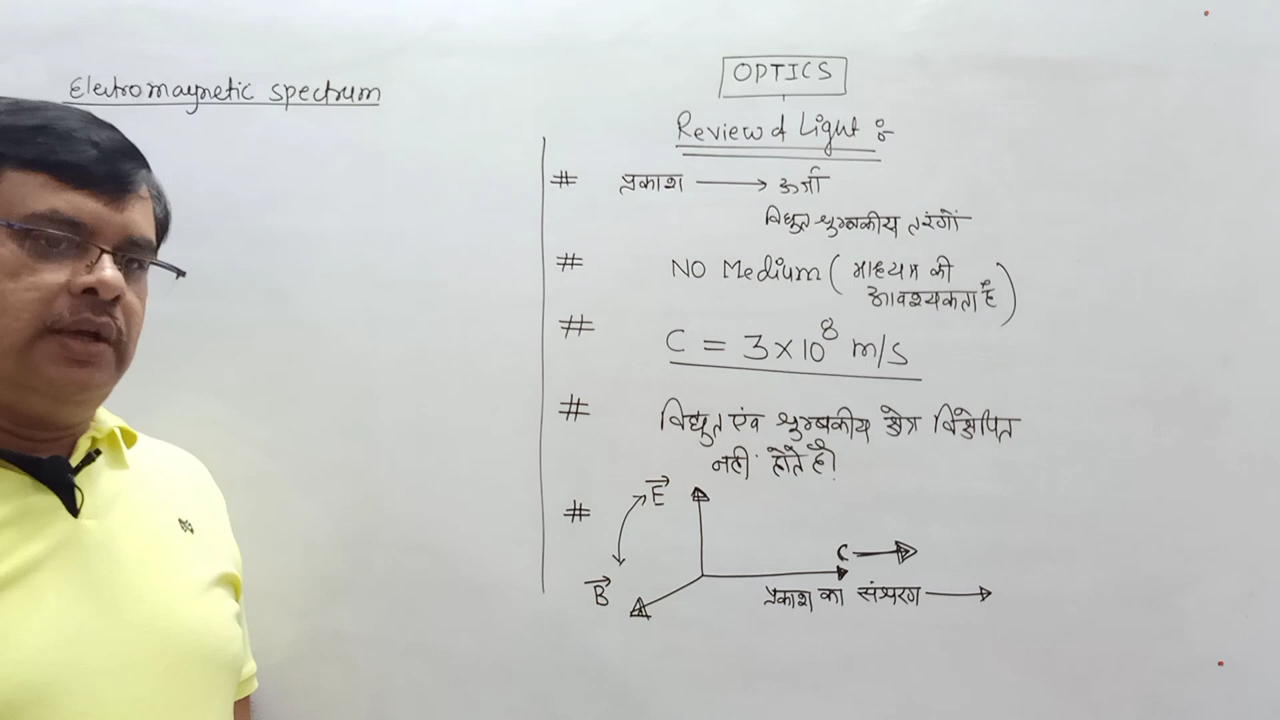 Eletromagnetic spectrum
OPTICS
Review of Light :-
# प्रकाश ⟶ ऊर्जा
विद्युत चुम्बकीय तरंगों
# NO Medium ( माध्यम की
आवश्यकता है )
# C = 3×10⁸ m/s
# विद्युत एंव चुम्बकीय क्षेत्र विक्षेपित
नहीं होते है।
# E
C
B
प्रकाश का संचरण ⟶